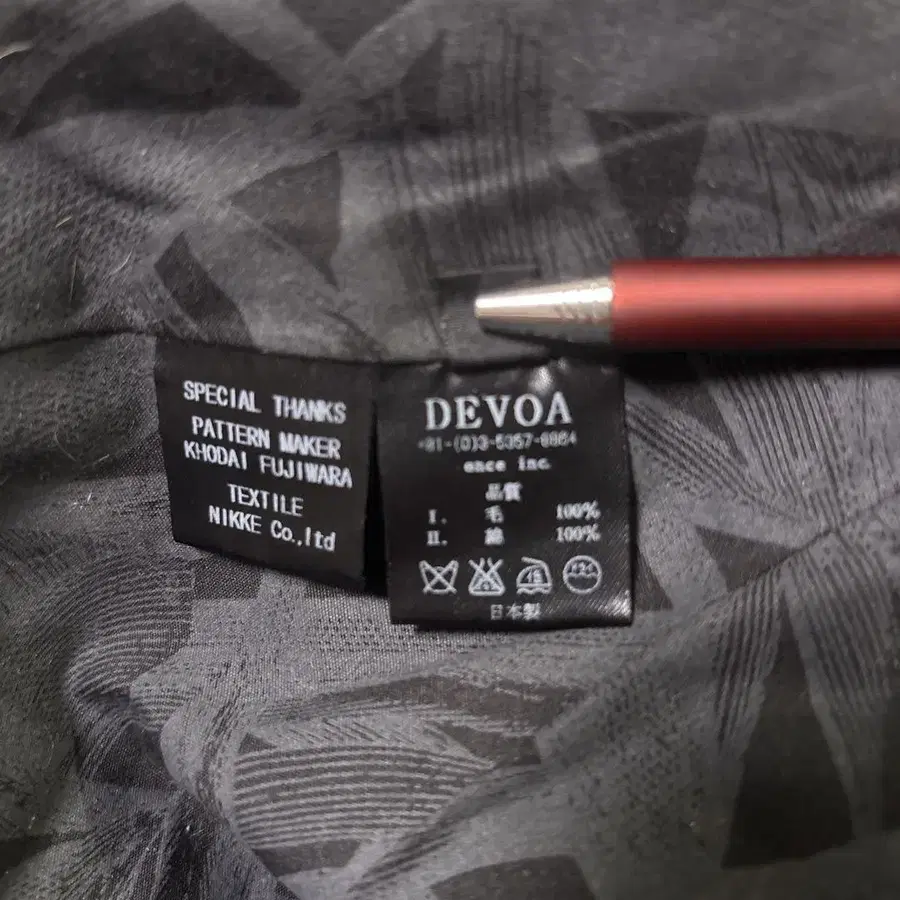 SPECIAL THANKS
PATTERN MAKER
KHODAI FUJIWARA
TEXTILE
NIKKE Co.,ltd
DEVOA
+81-(0)3-5357-8864
ence inc.
品質
I. 毛 100%
II. 綿 100%
日本製